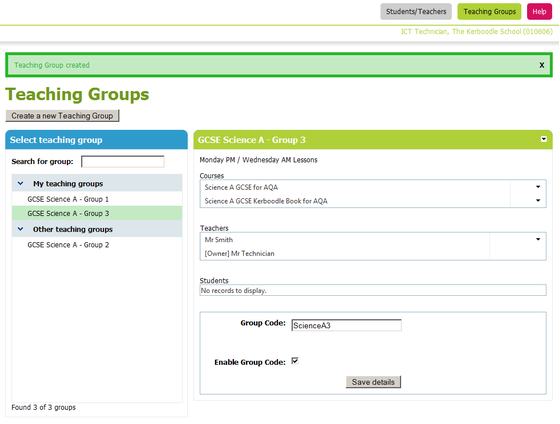 Students/Teachers Teaching Groups Help
ICT Technician, The Kerboodle School (010606)
Teaching Group created X
Teaching Groups
Create a new Teaching Group
Select teaching group
Search for group:
My teaching groups
GCSE Science A - Group 1
GCSE Science A - Group 3
Other teaching groups
GCSE Science A - Group 2
Found 3 of 3 groups
GCSE Science A - Group 3
Monday PM / Wednesday AM Lessons
Courses
Science A GCSE for AQA
Science A GCSE Kerboodle Book for AQA
Teachers
Mr Smith
[Owner] Mr Technician
Students
No records to display.
Group Code: ScienceA3
Enable Group Code:
Save details